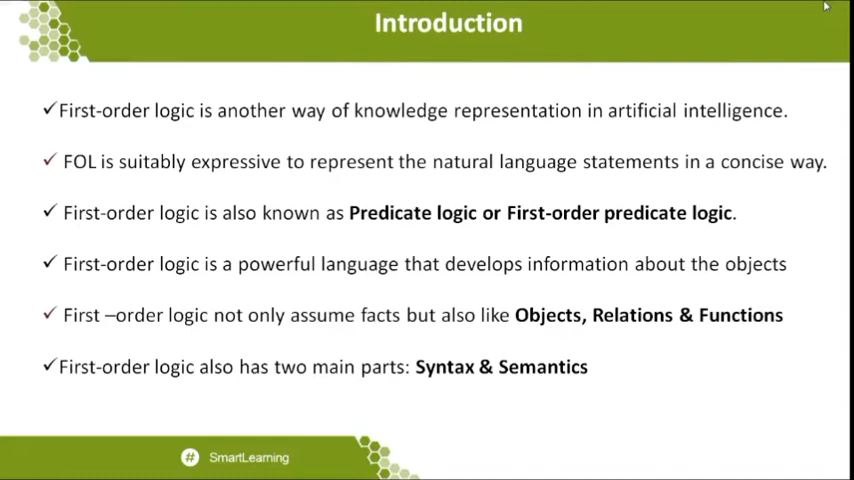 Introduction
✓First-order logic is another way of knowledge representation in artificial intelligence.
✓ FOL is suitably expressive to represent the natural language statements in a concise way.
✓ First-order logic is also known as Predicate logic or First-order predicate logic.
✓ First-order logic is a powerful language that develops information about the objects
✓ First –order logic not only assume facts but also like Objects, Relations & Functions
✓First-order logic also has two main parts: Syntax & Semantics
# SmartLearning